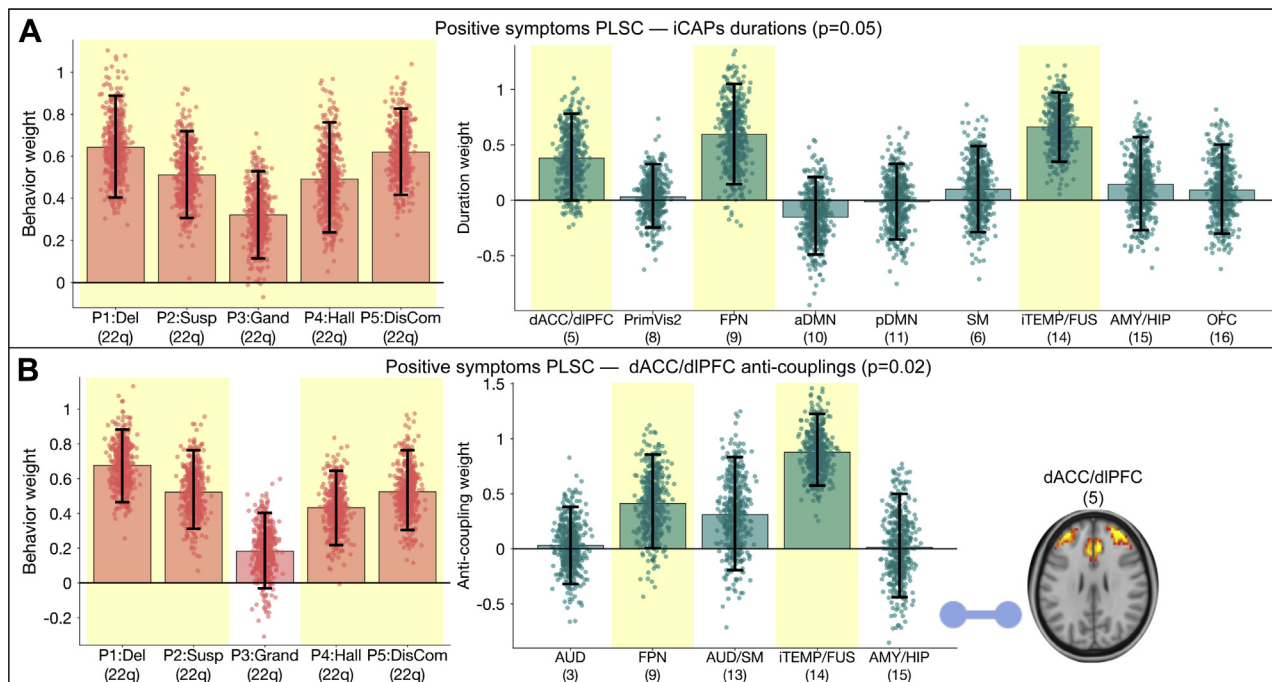 A
Positive symptoms PLSC — iCAPs durations (p=0.05)
Behavior weight
1
0.8
0.6
0.4
0.2
0
P1:Del P2:Susp P3:Gand P4:Hall P5:DisCom
(22q) (22q) (22q) (22q) (22q)
Duration weight
1
0.5
0
-0.5
dACC/dlPFC PrimVis2 FPN aDMN pDMN SM iTEMP/FUS AMY/HIP OFC
(5) (8) (9) (10) (11) (6) (14) (15) (16)
B
Positive symptoms PLSC — dACC/dlPFC anti-couplings (p=0.02)
Behavior weight
1
0.8
0.6
0.4
0.2
0
-0.2
P1:Del P2:Susp P3:Grand P4:Hall P5:DisCom
(22q) (22q) (22q) (22q) (22q)
Anti-coupling weight
1.5
1
0.5
0
-0.5
AUD FPN AUD/SM iTEMP/FUS AMY/HIP
(3) (9) (13) (14) (15)
dACC/dlPFC
(5)